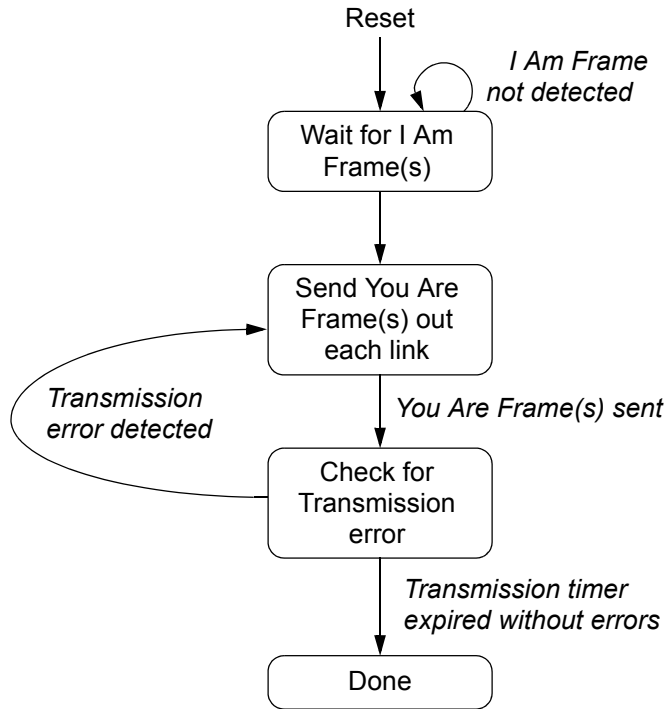 Reset
I Am Frame
not detected
Wait for I Am
Frame(s)
Send You Are
Frame(s) out
each link
Transmission
error detected
You Are Frame(s) sent
Check for
Transmission
error
Transmission timer
expired without errors
Done